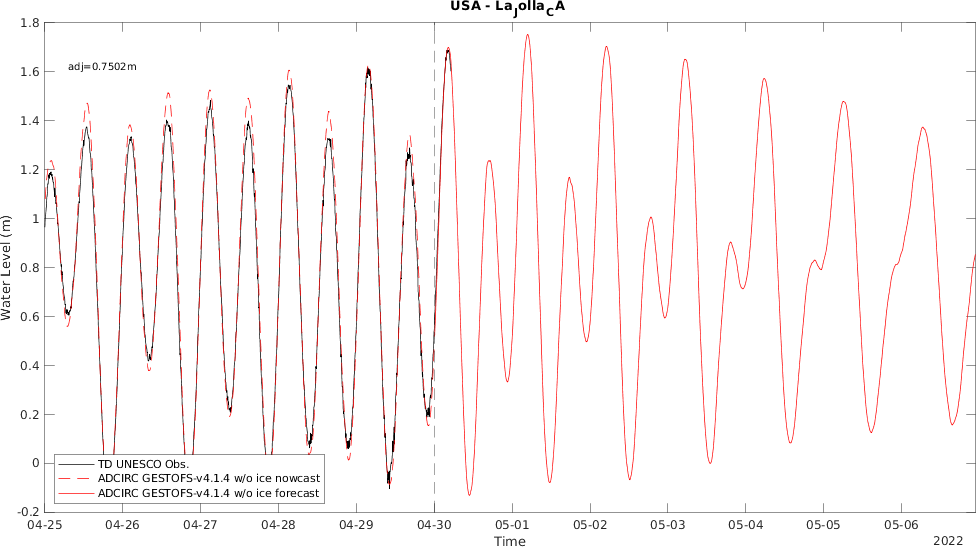 USA - LaJollaCA
1.8
1.6
1.4
1.2
1
0.8
0.6
0.4
0.2
0
-0.2
Water Level (m)
adj=0.7502m
TD UNESCO Obs.
ADCIRC GESTOFS-v4.1.4 w/o ice nowcast
ADCIRC GESTOFS-v4.1.4 w/o ice forecast
04-25 04-26 04-27 04-28 04-29 04-30 05-01 05-02 05-03 05-04 05-05 05-06
Time
2022